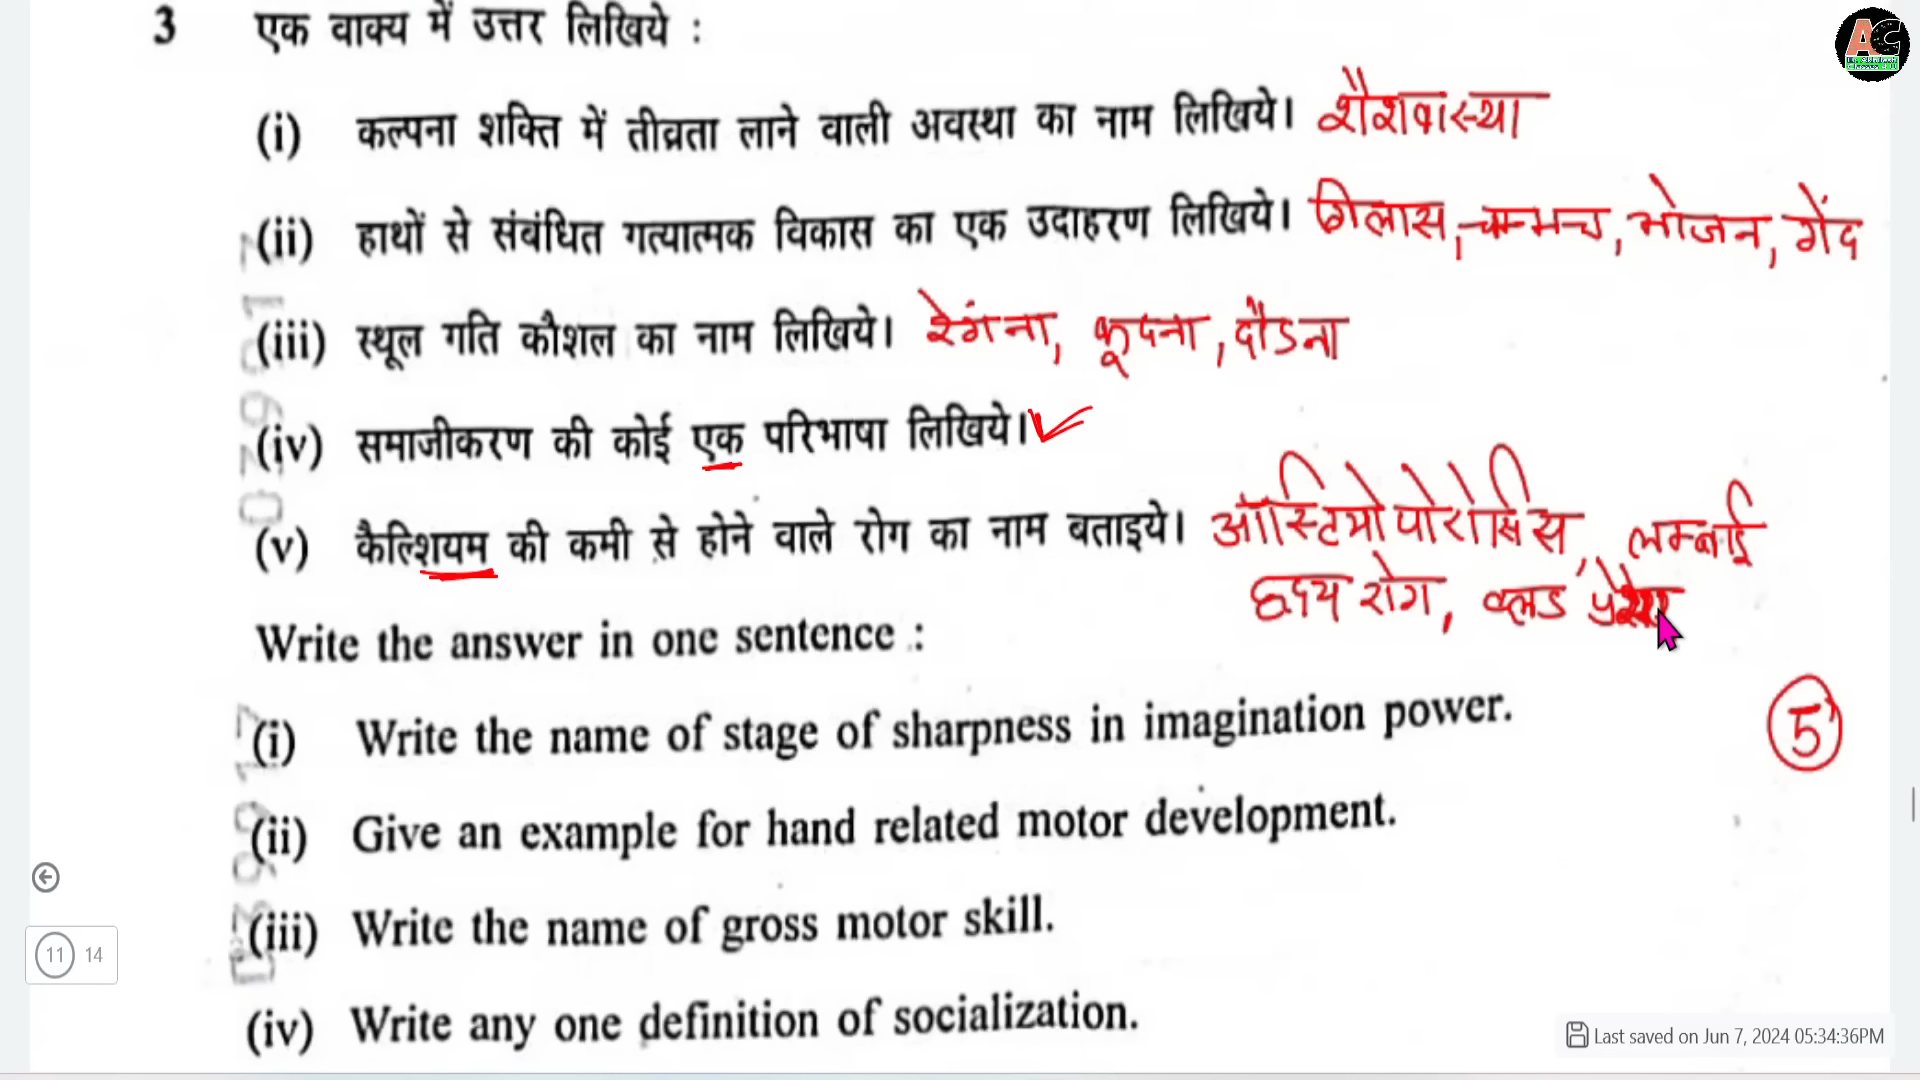 3 एक वाक्य में उत्तर लिखिये :
(i) कल्पना शक्ति में तीव्रता लाने वाली अवस्था का नाम लिखिये। शैशवास्था
(ii) हाथों से संबंधित गत्यात्मक विकास का एक उदाहरण लिखिये। गिलास, चम्मच, भोजन, गेंद
(iii) स्थूल गति कौशल का नाम लिखिये। रेंगना, कूदना, दौडना
(iv) समाजीकरण की कोई एक परिभाषा लिखिये।
(v) कैल्शियम की कमी से होने वाले रोग का नाम बताइये। ऑस्टियोपोरोसिस, लम्बाई
हृदय रोग, ब्लड
Write the answer in one sentence :
(i) Write the name of stage of sharpness in imagination power.
5
(ii) Give an example for hand related motor development.
(iii) Write the name of gross motor skill.
(iv) Write any one definition of socialization.
11 14
Last saved on Jun 7, 2024 05:34:36PM
AC